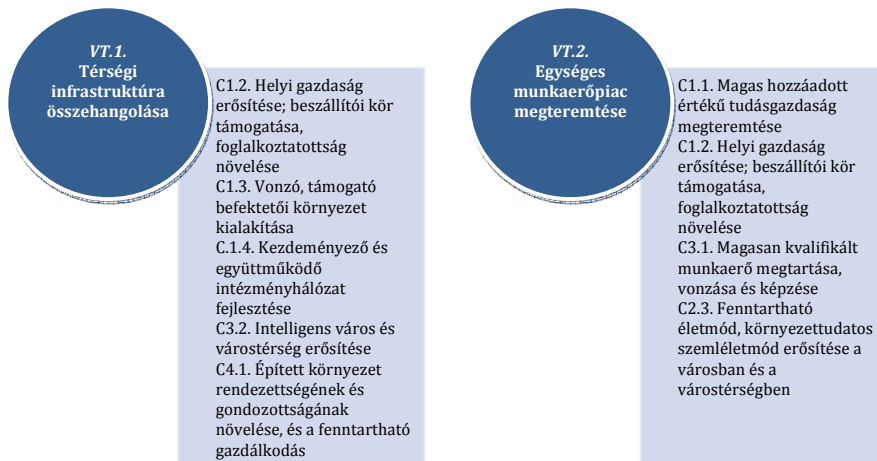 VT.1.
Térségi
infrastruktúra
összehangolása
C1.2. Helyi gazdaság
erősítése; beszállítói kör
támogatása,
foglalkoztatottság
növelése
C1.3. Vonzó, támogató
befektetői környezet
kialakítása
C.1.4. Kezdeményező és
együttműködő
intézményhálózat
fejlesztése
C3.2. Intelligens város és
várostérség erősítése
C4.1. Épített környezet
rendezettségének és
gondozottságának
növelése, és a fenntartható
gazdálkodás
VT.2.
Egységes
munkaerőpiac
megteremtése
C1.1. Magas hozzáadott
értékű tudásgazdaság
megteremtése
C1.2. Helyi gazdaság
erősítése; beszállítói kör
támogatása,
foglalkoztatottság
növelése
C3.1. Magasan kvalifikált
munkaerő megtartása,
vonzása és képzése
C2.3. Fenntartható
életmód, környezettudatos
szemléletmód erősítése a
városban és a
várostérségben